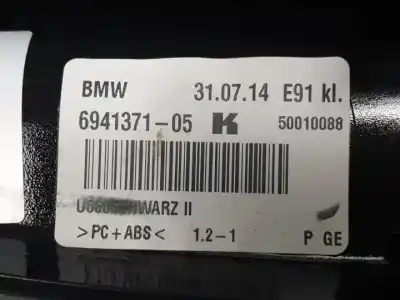 BMW 31.07.14 E91 kl.
6941371-05 K 50010088
SCHWARZ II
>PC+ABS< 1.2-1 P GE